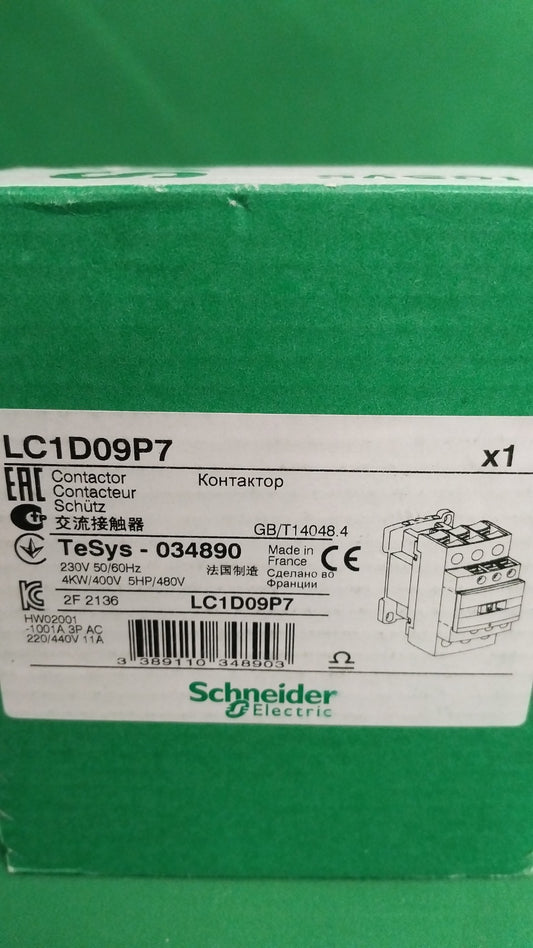 LC1D09P7 x1
EAC Contactor Контактор
Contacteur
Schütz
交流接触器 GB/T14048.4
TeSys - 034890 Made in France CE
230V 50/60Hz 法国制造 Сделано во Франции
4KW/400V 5HP/480V
2F 2136 LC1D09P7
HW02001
-1001A 3P AC
220/440V 11A
3 389110 348903
Schneider
Electric